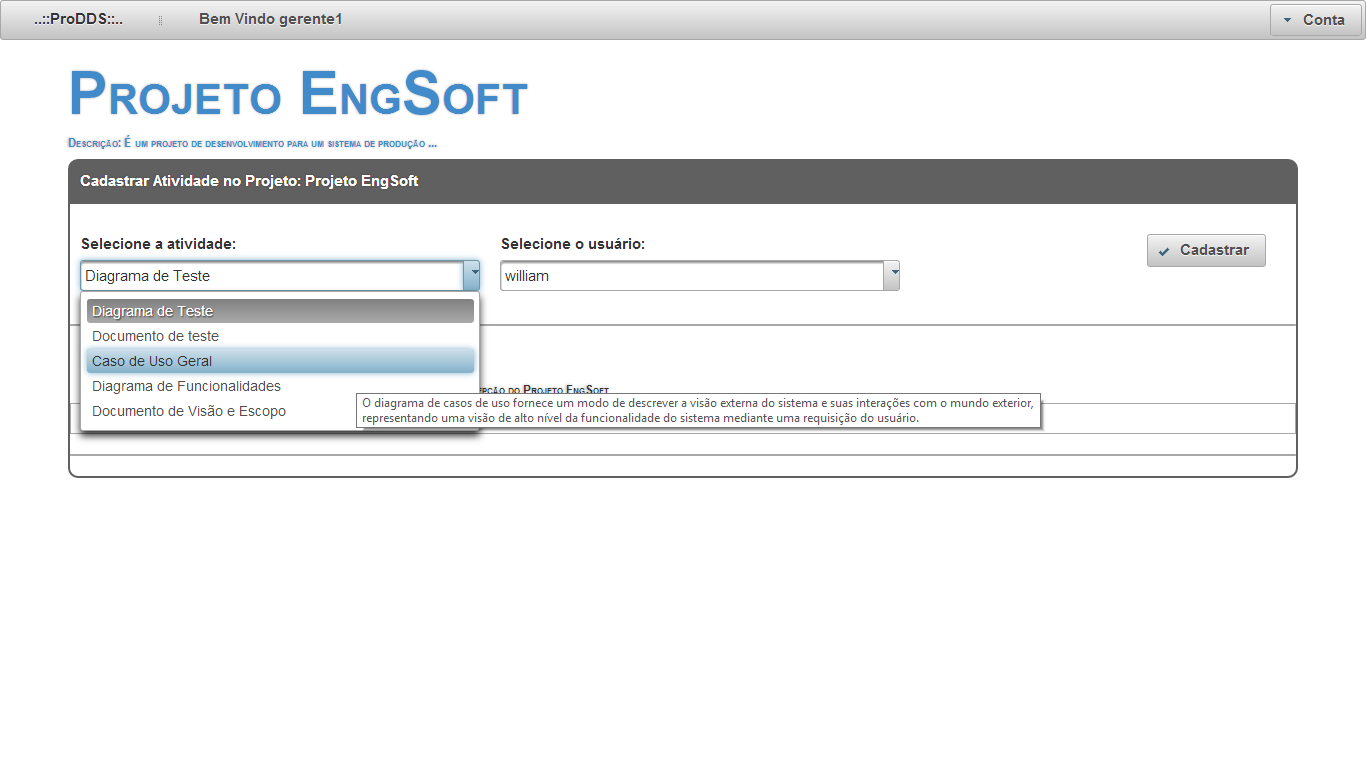 ..::ProDDS::..
Bem Vindo gerente1
Conta
Projeto EngSoft
Descrição: É um projeto de desenvolvimento para um sistema de produção ...
Cadastrar Atividade no Projeto: Projeto EngSoft
Selecione a atividade:
Selecione o usuário:
Cadastrar
Diagrama de Teste
william
Diagrama de Teste
Documento de teste
Caso de Uso Geral
Diagrama de Funcionalidades
do Projeto EngSoft
Documento de Visão e Escopo
O diagrama de casos de uso fornece um modo de descrever a visão externa do sistema e suas interações com o mundo exterior,
representando uma visão de alto nível da funcionalidade do sistema mediante uma requisição do usuário.